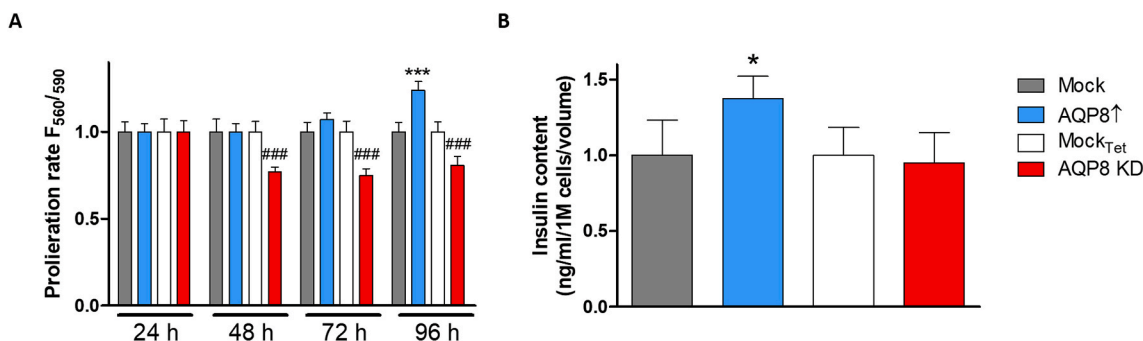 A
Prolieration rate F560/590
1.0
0.5
0.0
***
###
###
###
24 h
48 h
72 h
96 h
B
Insulin content
(ng/ml/1M cells/volume)
1.5
1.0
0.5
0.0
*
Mock
AQP8↑
MockTet
AQP8 KD